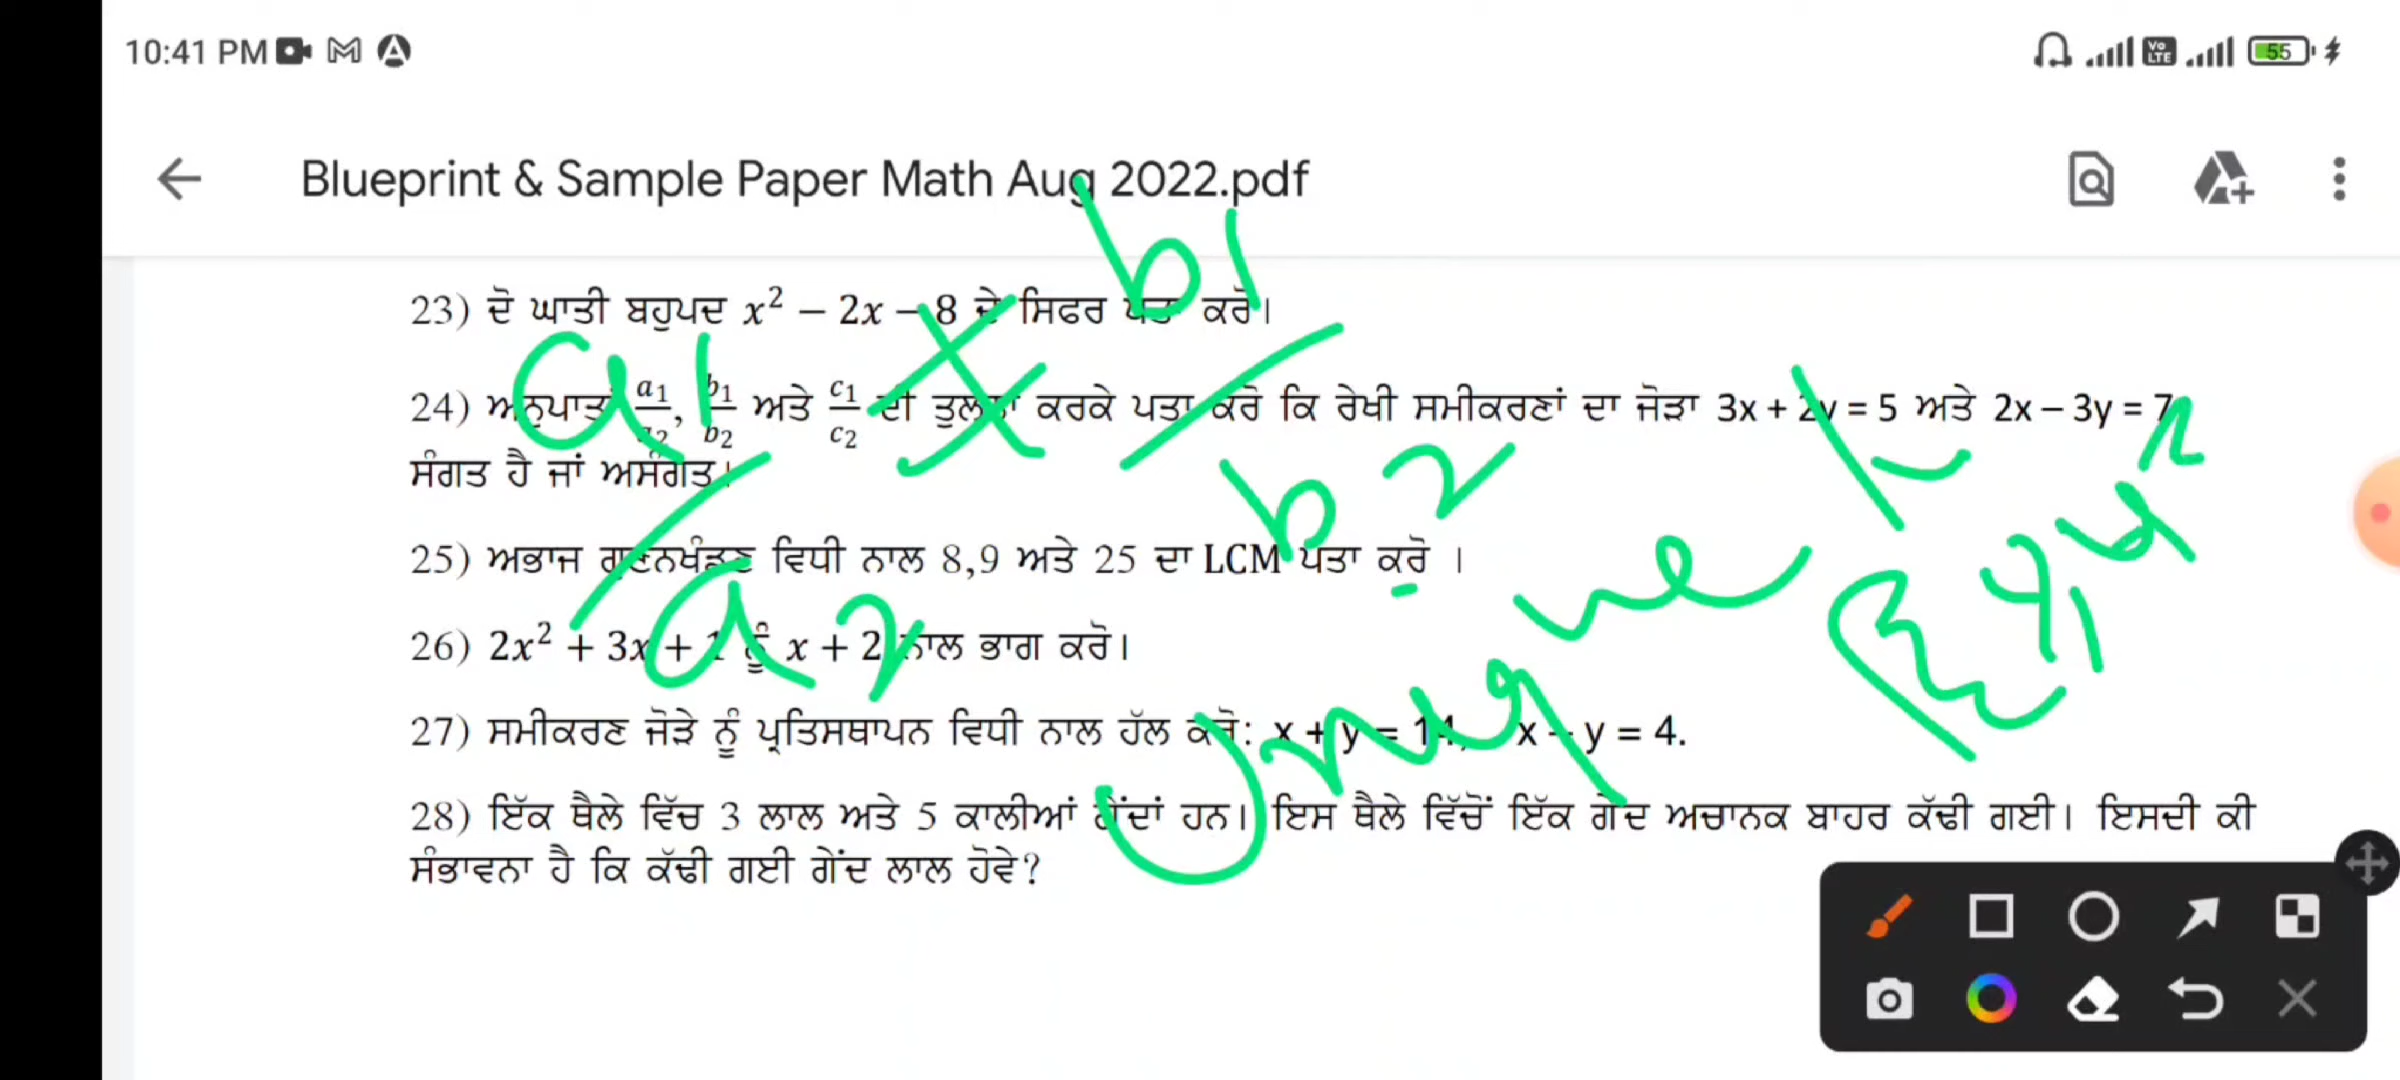 10:41 PM
Vo LTE 55
Blueprint & Sample Paper Math Aug 2022.pdf
23) ਦੋ ਘਾਤੀ ਬਹੁਪਦ x² – 2x – 8 ਦੇ ਸਿਫਰ ਪਤਾ ਕਰੋ।
24) ਅਨੁਪਾਤਾਂ a₁/a₂, b₁/b₂ ਅਤੇ c₁/c₂ ਦੀ ਤੁਲਨਾ ਕਰਕੇ ਪਤਾ ਕਰੋ ਕਿ ਰੇਖੀ ਸਮੀਕਰਣਾਂ ਦਾ ਜੋੜਾ 3x + 2y = 5 ਅਤੇ 2x – 3y = 7
ਸੰਗਤ ਹੈ ਜਾਂ ਅਸੰਗਤ।
25) ਅਭਾਜ ਗੁਣਨਖੰਡਣ ਵਿਧੀ ਨਾਲ 8,9 ਅਤੇ 25 ਦਾ LCM ਪਤਾ ਕਰੋ ।
26) 2x² + 3x + 1 ਨੂੰ x + 2 ਨਾਲ ਭਾਗ ਕਰੋ।
27) ਸਮੀਕਰਣ ਜੋੜੇ ਨੂੰ ਪ੍ਰਤਿਸਥਾਪਨ ਵਿਧੀ ਨਾਲ ਹੱਲ ਕਰੋ: x + y = 14, x – y = 4.
28) ਇੱਕ ਥੈਲੇ ਵਿੱਚ 3 ਲਾਲ ਅਤੇ 5 ਕਾਲੀਆਂ ਗੇਂਦਾਂ ਹਨ। ਇਸ ਥੈਲੇ ਵਿੱਚੋਂ ਇੱਕ ਗੇਂਦ ਅਚਾਨਕ ਬਾਹਰ ਕੱਢੀ ਗਈ। ਇਸਦੀ ਕੀ
ਸੰਭਾਵਨਾ ਹੈ ਕਿ ਕੱਢੀ ਗਈ ਗੇਂਦ ਲਾਲ ਹੋਵੇ?
a1/a2 ≠ b1/b2
unique